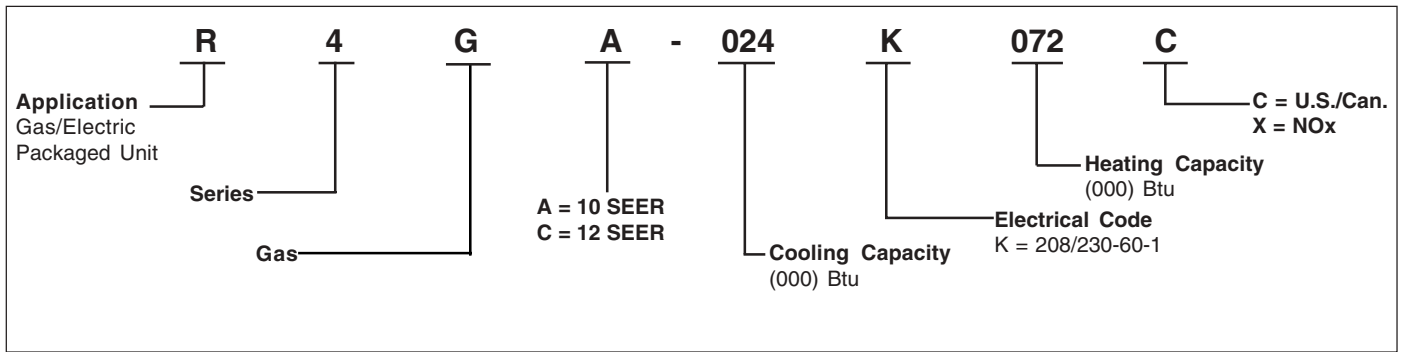 R 4 G A - 024 K 072 C
Application
Gas/Electric
Packaged Unit
Series
Gas
A = 10 SEER
C = 12 SEER
Cooling Capacity
(000) Btu
Electrical Code
K = 208/230-60-1
Heating Capacity
(000) Btu
C = U.S./Can.
X = NOx